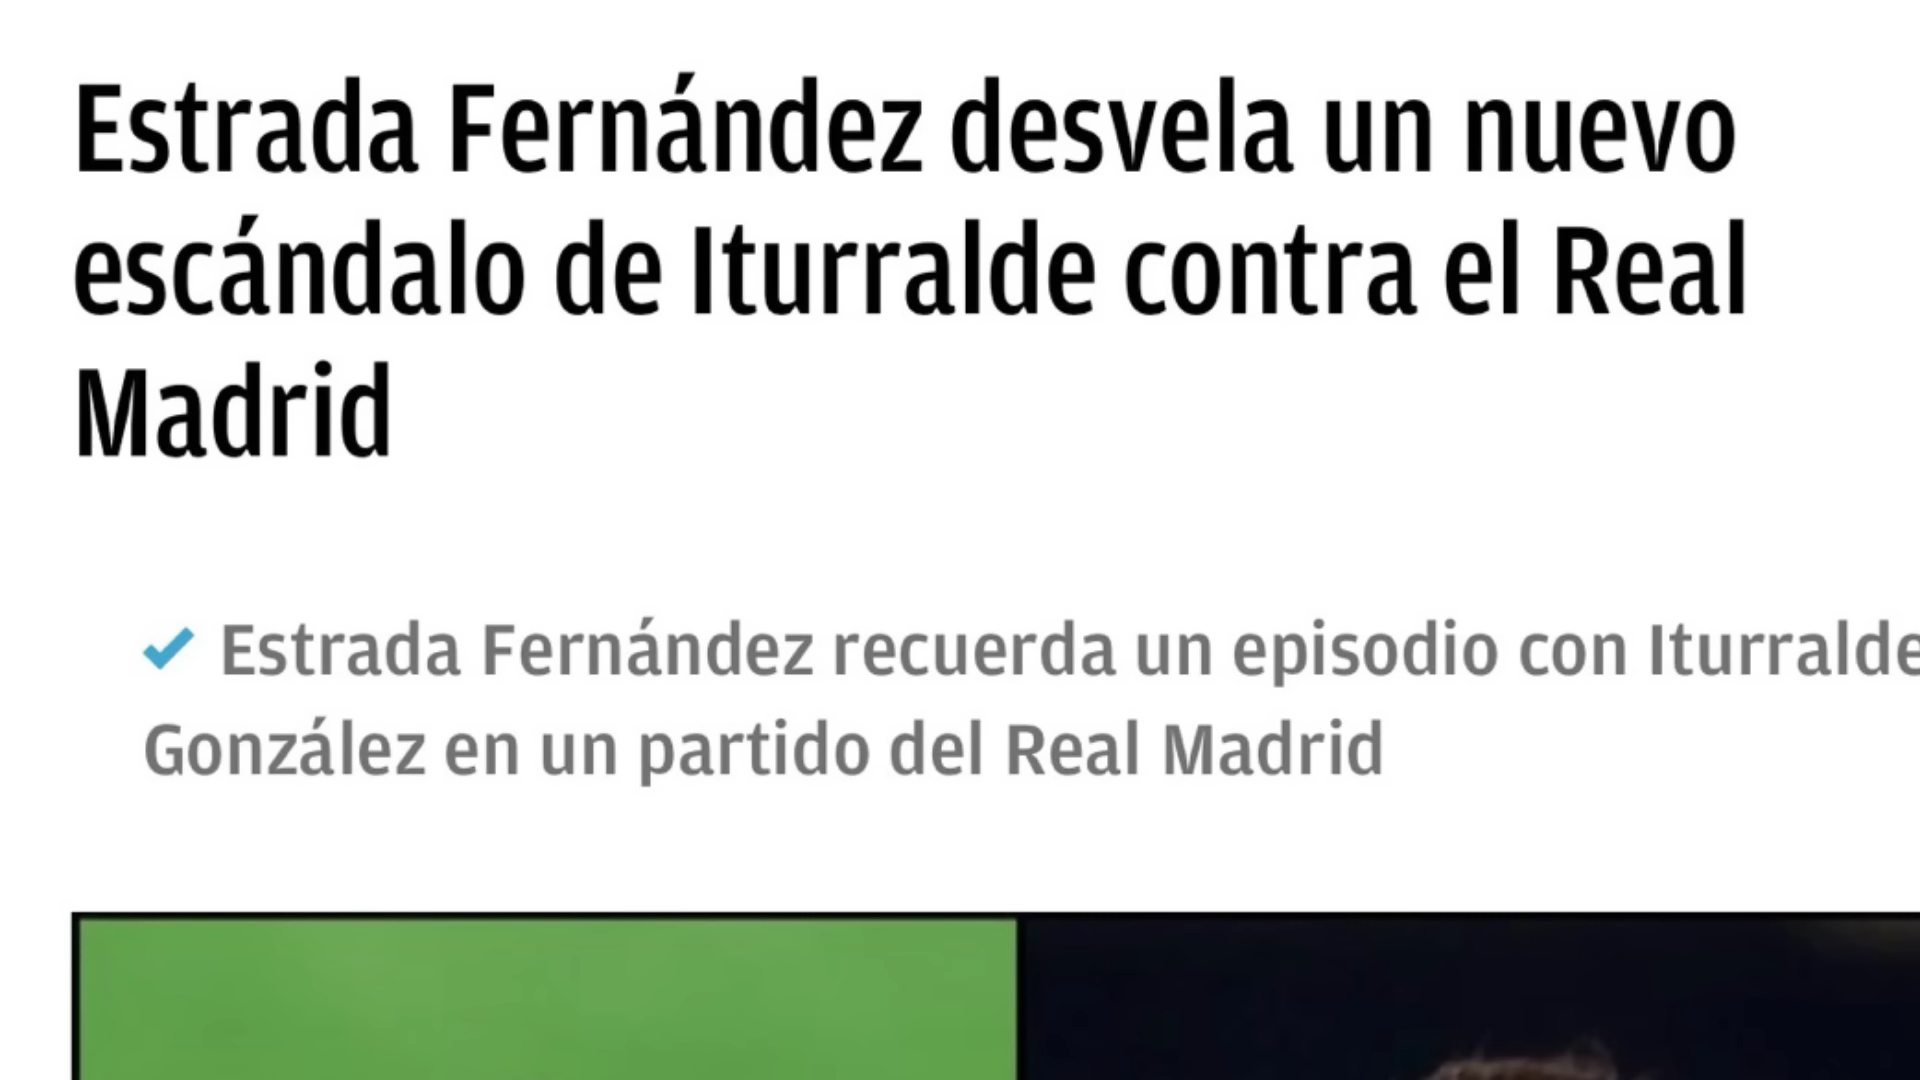 Estrada Fernández desvela un nuevo
escándalo de Iturralde contra el Real
Madrid
Estrada Fernández recuerda un episodio con Iturralde
González en un partido del Real Madrid